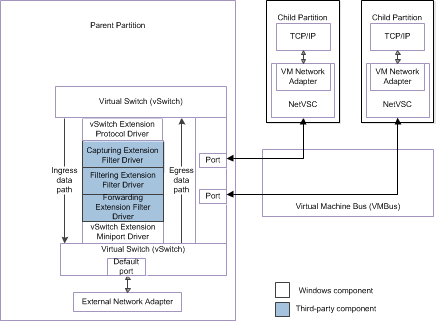 Parent Partition
Child Partition
TCP/IP
VM Network
Adapter
NetVSC
Child Partition
TCP/IP
VM Network
Adapter
NetVSC
Virtual Switch (vSwitch)
vSwitch Extension
Protocol Driver
Capturing Extension
Filter Driver
Filtering Extension
Filter Driver
Forwarding
Extension Filter
Driver
vSwitch Extension
Miniport Driver
Ingress
data
path
Egress
data
path
Port
Port
Virtual Switch (vSwitch)
Default
port
External Network Adapter
Virtual Machine Bus (VMBus)
Windows component
Third-party component